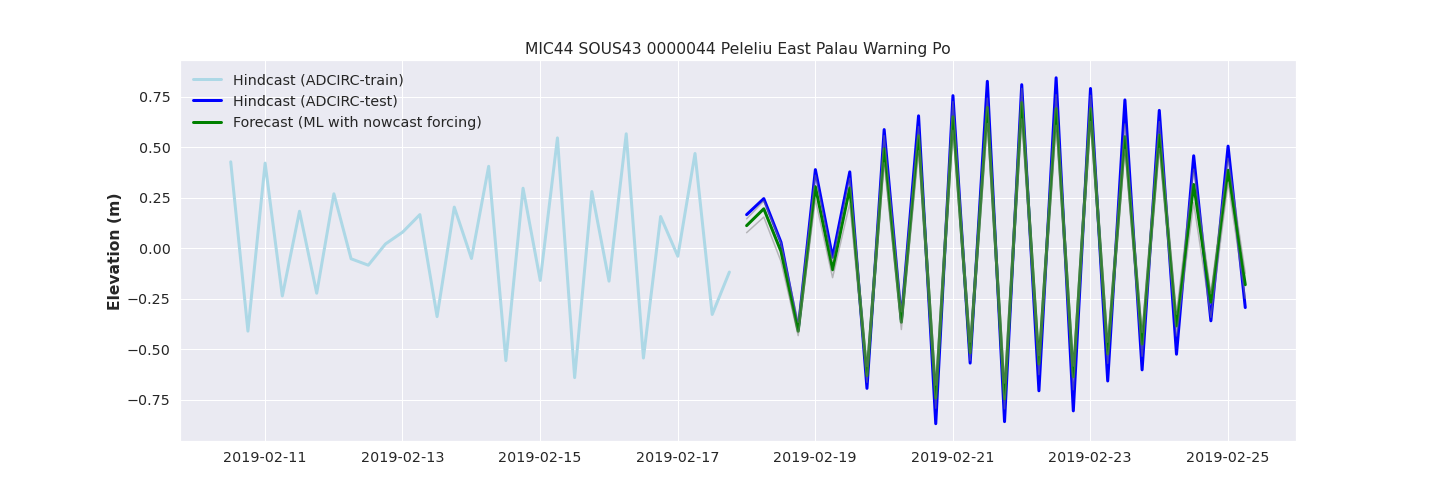 MIC44 SOUS43 0000044 Peleliu East Palau Warning Po
Hindcast (ADCIRC-train)
Hindcast (ADCIRC-test)
Forecast (ML with nowcast forcing)
Elevation (m)
0.75
0.50
0.25
0.00
−0.25
−0.50
−0.75
2019-02-11 2019-02-13 2019-02-15 2019-02-17 2019-02-19 2019-02-21 2019-02-23 2019-02-25